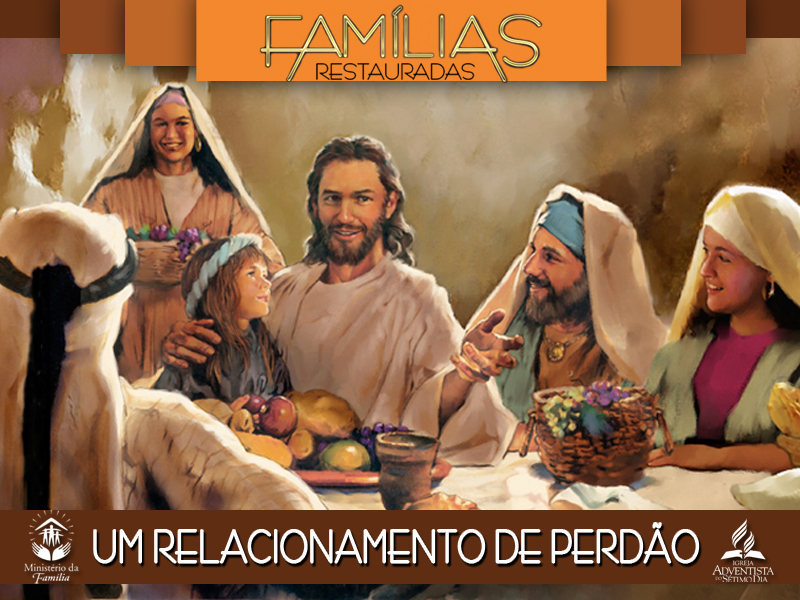 FAMÍLIAS
RESTAURADAS
UM RELACIONAMENTO DE PERDÃO
Ministério da
Família
IGREJA
ADVENTISTA
DO SÉTIMO DIA